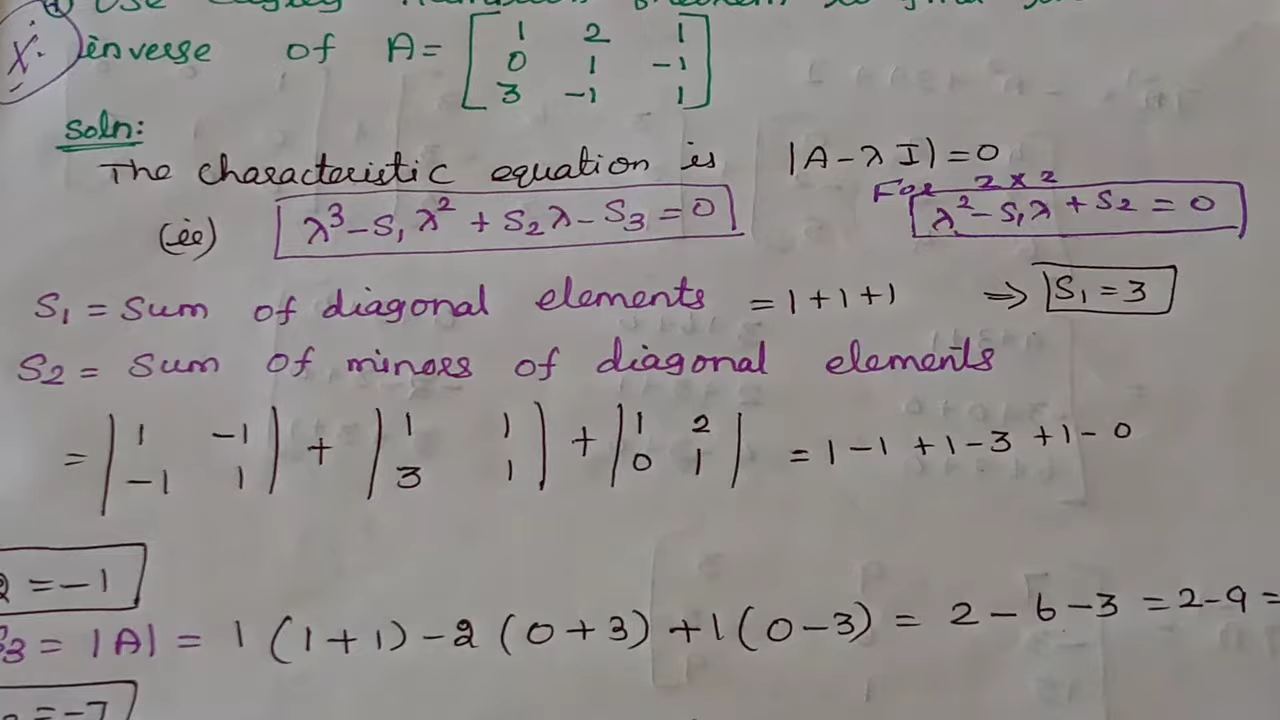 inverse of A = [ 1 2 1
0 1 -1
3 -1 1 ]
Soln:
The characteristic equation is |A - λI| = 0
For 2 x 2
(ie) λ³ - S₁λ² + S₂λ - S₃ = 0 λ² - S₁λ + S₂ = 0
S₁ = Sum of diagonal elements = 1 + 1 + 1 ⇒ S₁ = 3
S₂ = Sum of minors of diagonal elements
= | 1 -1 | + | 1 1 | + | 1 2 | = 1 - 1 + 1 - 3 + 1 - 0
| -1 1 | | 3 1 | | 0 1 |
2 = -1
S₃ = |A| = 1 (1 + 1) - 2 (0 + 3) + 1 (0 - 3) = 2 - 6 - 3 = 2 - 9 =
= -7